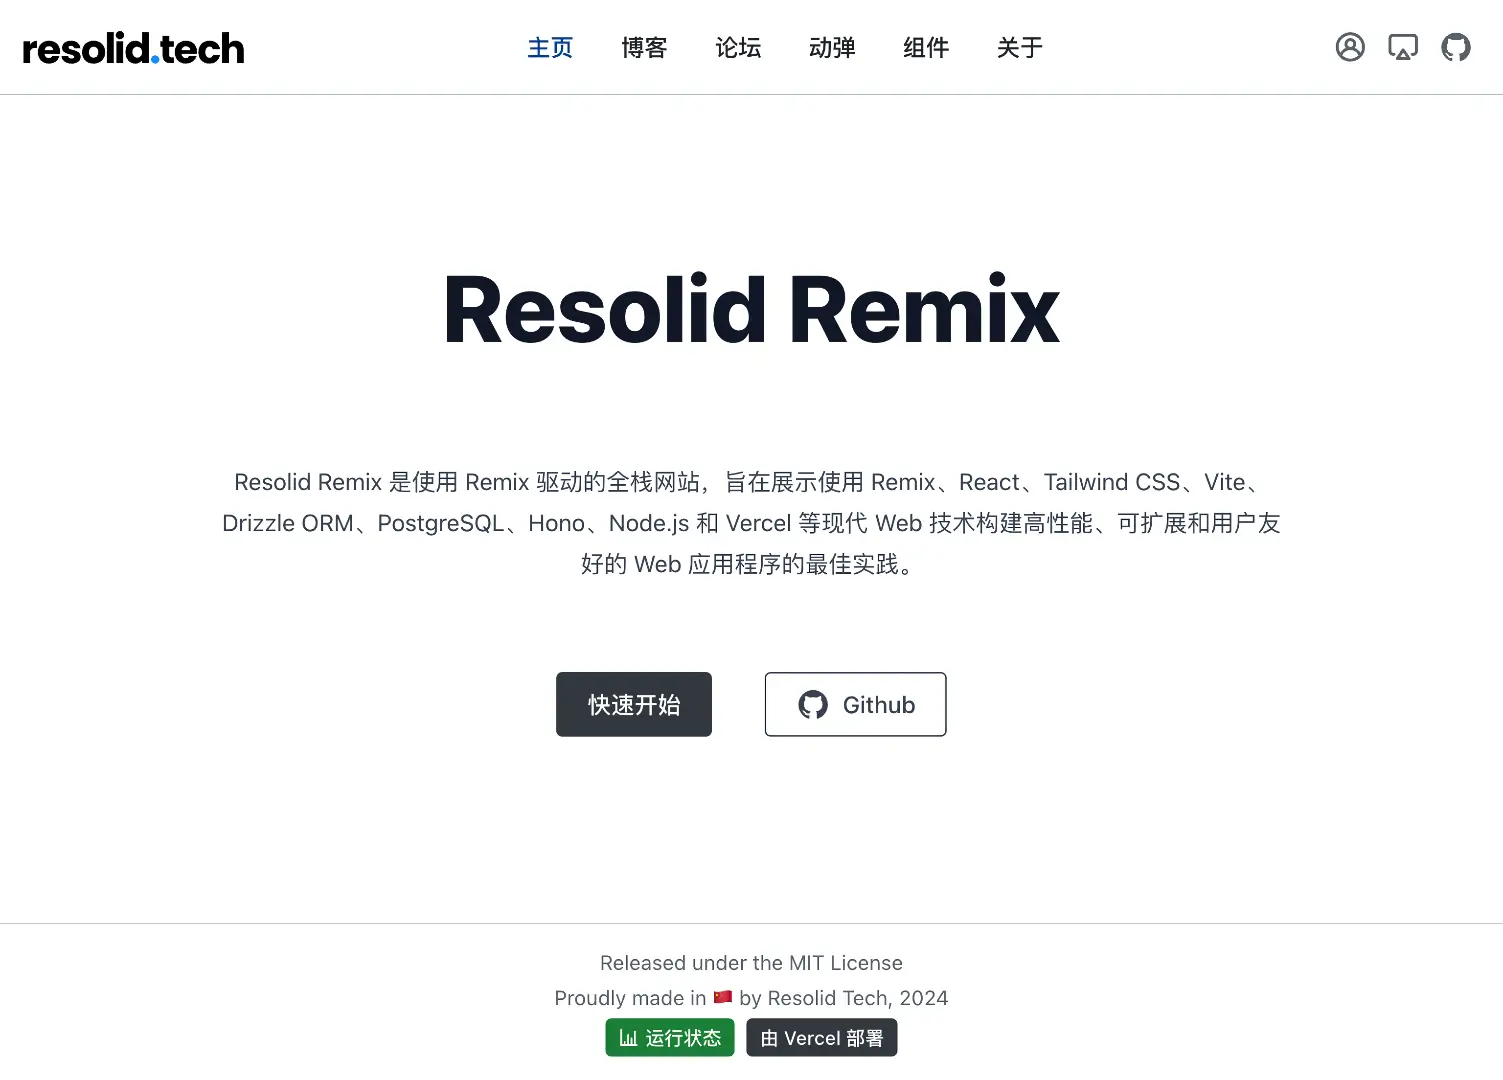 resolid.tech
主页 博客 论坛 动弹 组件 关于
Resolid Remix
Resolid Remix 是使用 Remix 驱动的全栈网站，旨在展示使用 Remix、React、Tailwind CSS、Vite、
Drizzle ORM、PostgreSQL、Hono、Node.js 和 Vercel 等现代 Web 技术构建高性能、可扩展和用户友
好的 Web 应用程序的最佳实践。
快速开始 Github
Released under the MIT License
Proudly made in 🇨🇳 by Resolid Tech, 2024
运行状态 由 Vercel 部署